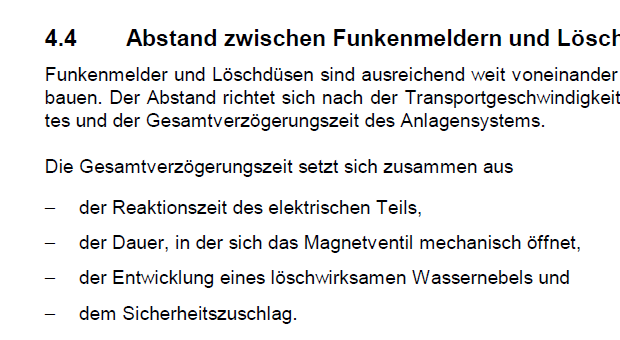 4.4 Abstand zwischen Funkenmeldern und Lösch
Funkenmelder und Löschdüsen sind ausreichend weit voneinander
bauen. Der Abstand richtet sich nach der Transportgeschwindigkeit
tes und der Gesamtverzögerungszeit des Anlagensystems.
Die Gesamtverzögerungszeit setzt sich zusammen aus
– der Reaktionszeit des elektrischen Teils,
– der Dauer, in der sich das Magnetventil mechanisch öffnet,
– der Entwicklung eines löschwirksamen Wassernebels und
– dem Sicherheitszuschlag.